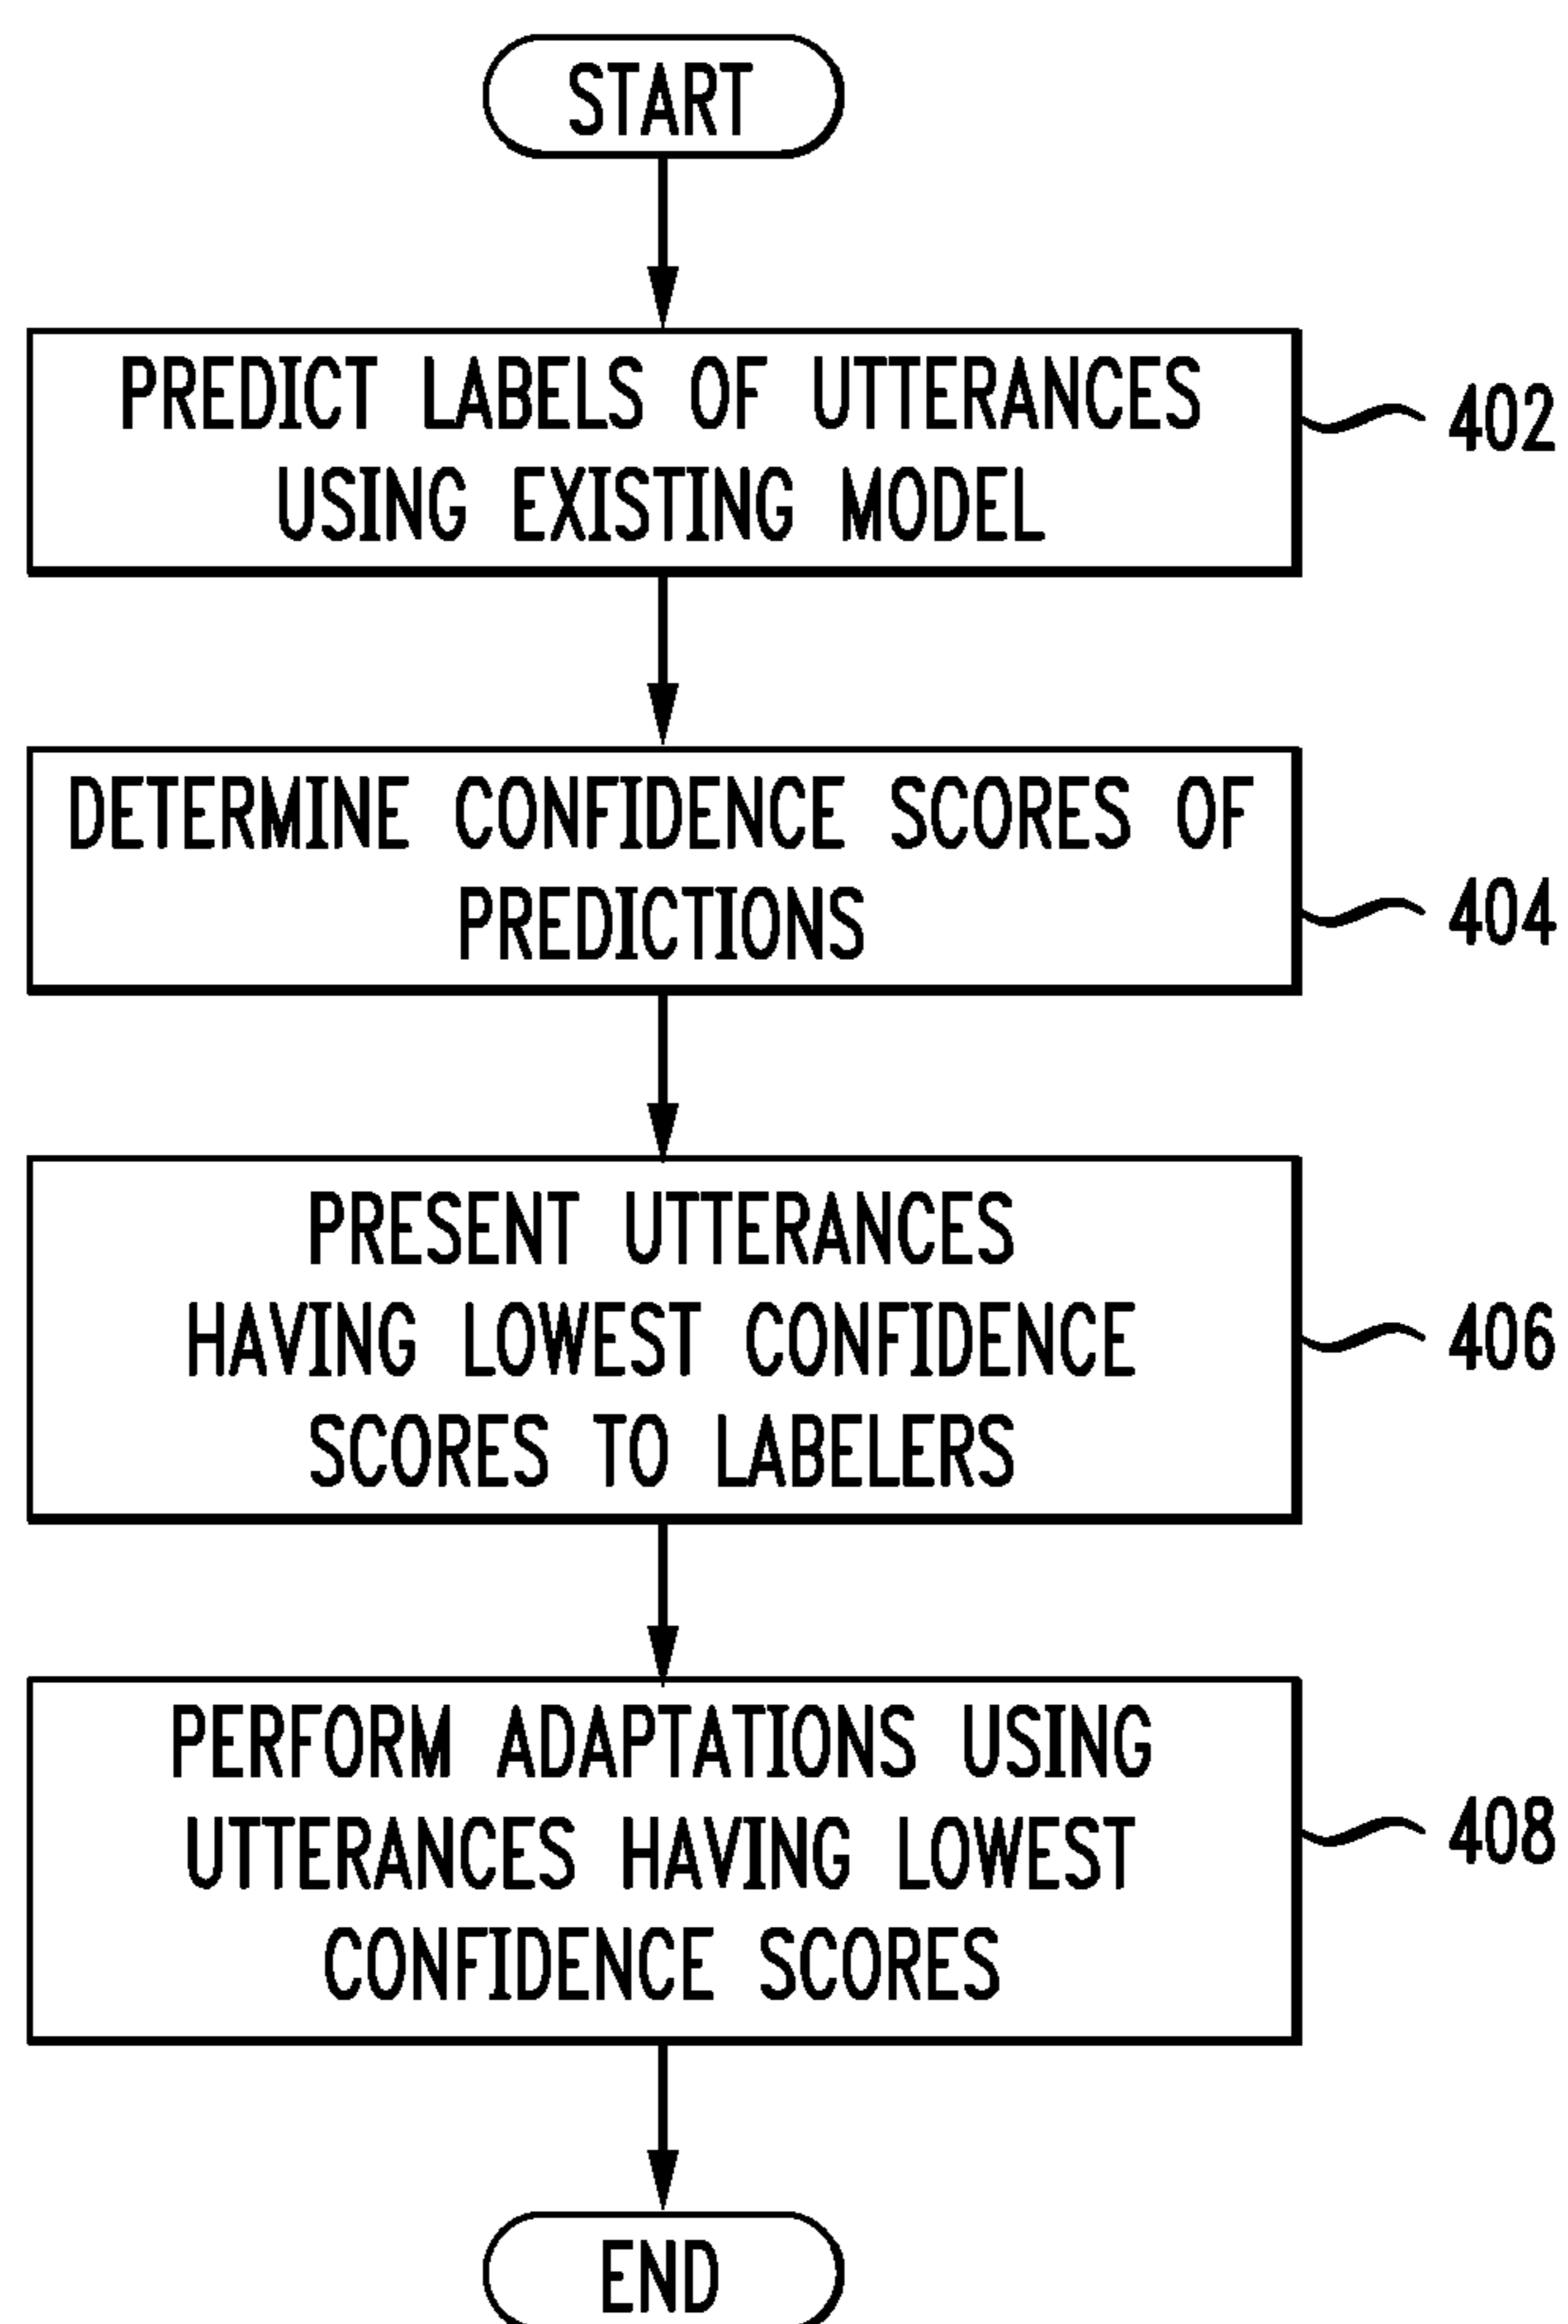 START
PREDICT LABELS OF UTTERANCES
USING EXISTING MODEL
402
DETERMINE CONFIDENCE SCORES OF
PREDICTIONS
404
PRESENT UTTERANCES
HAVING LOWEST CONFIDENCE
SCORES TO LABELERS
406
PERFORM ADAPTATIONS USING
UTTERANCES HAVING LOWEST
CONFIDENCE SCORES
408
END